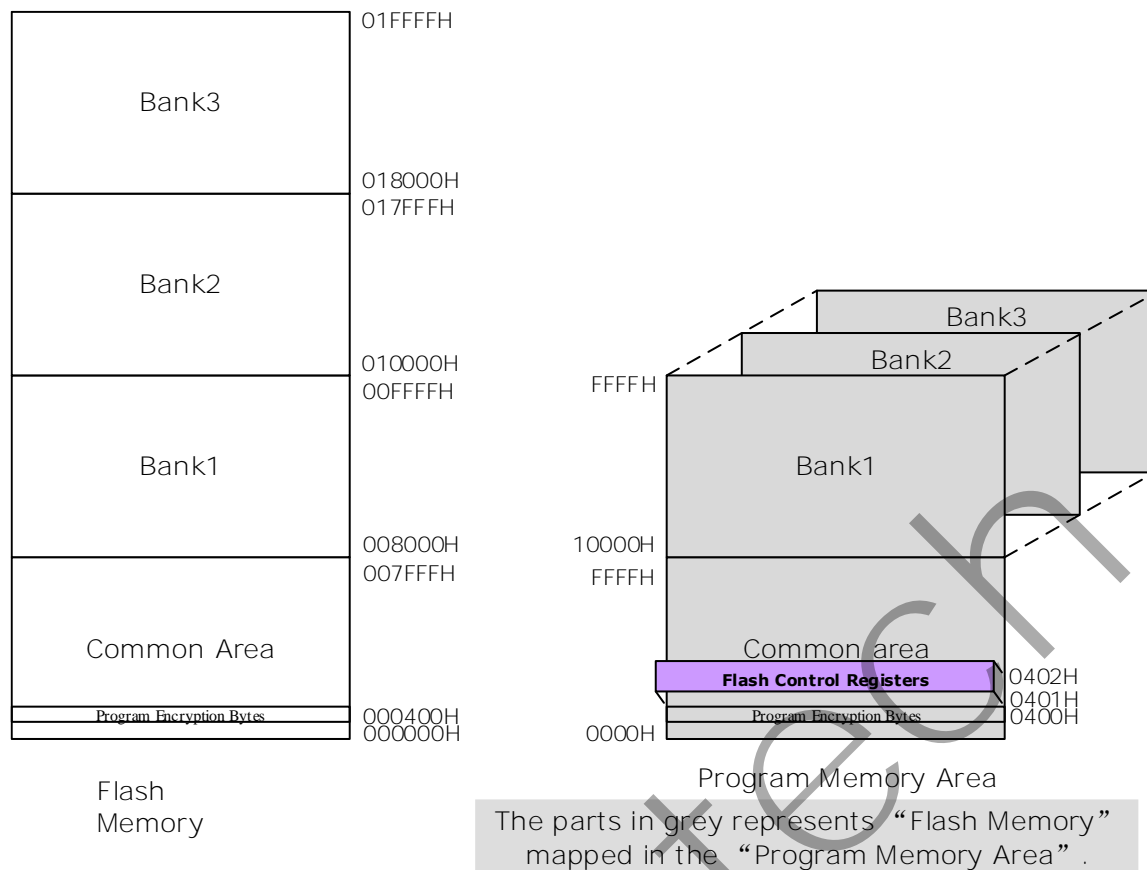 01FFFFH
Bank3
018000H
017FFFH
Bank2
010000H
00FFFFH
Bank1
008000H
007FFFH
Common Area
Program Encryption Bytes
000400H
000000H
Flash
Memory
Bank3
Bank2
FFFFH
Bank1
10000H
FFFFH
Common area
Flash Control Registers
0402H
0401H
Program Encryption Bytes
0400H
0000H
Program Memory Area
The parts in grey represents “Flash Memory”
mapped in the “Program Memory Area”.
tech